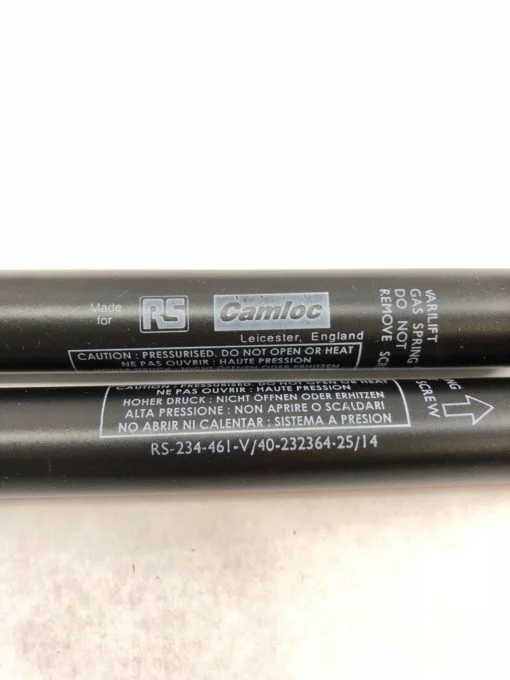 Made
for
RS
Camloc
Leicester, England
CAUTION : PRESSURISED. DO NOT OPEN OR HEAT
NE PAS OUVRIR : HAUTE PRESSION
VARILIFT
GAS SPRING
DO NOT
REMOVE
NE PAS OUVRIR : HAUTE PRESSION
HOHER DRUCK : NICHT ÖFFNEN ODER ERHITZEN
ALTA PRESSIONE : NON APRIRE O SCALDARI
NO ABRIR NI CALENTAR : SISTEMA A PRESION
RS-234-461-V/40-232364-25/14
SCREW